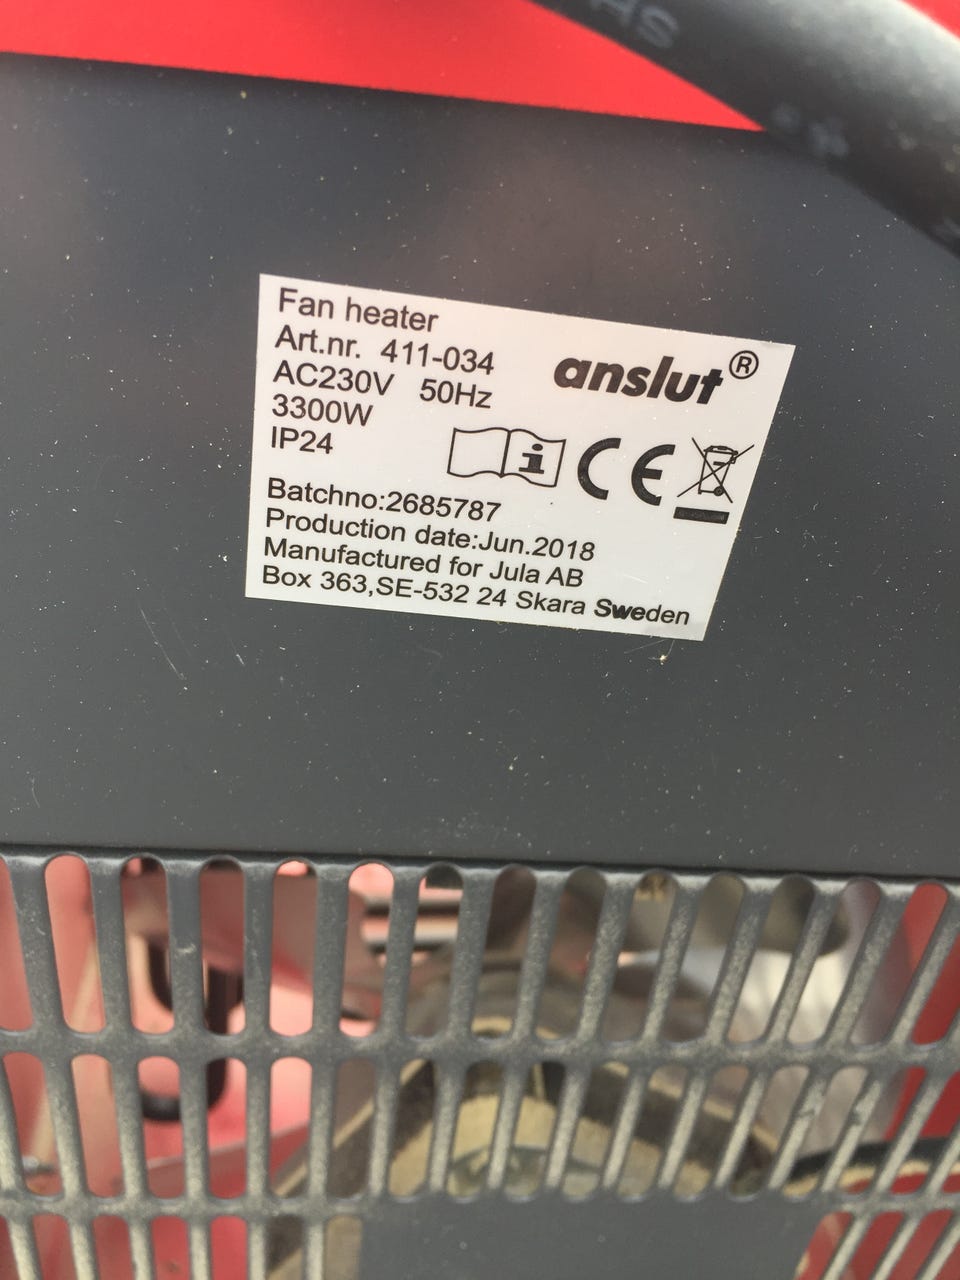 Fan heater
Art.nr. 411-034
AC230V 50Hz
3300W
IP24
anslut®
i
CE
Batchno:2685787
Production date:Jun.2018
Manufactured for Jula AB
Box 363,SE-532 24 Skara Sweden